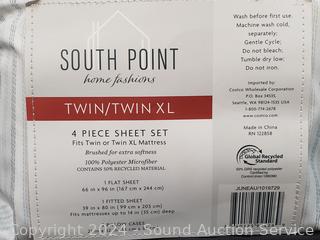 SOUTH POINT
home fashions
TWIN/TWIN XL
4 PIECE SHEET SET
Fits Twin or Twin XL Mattress
Brushed for extra softness
100% Polyester Microfiber
CONTAINS 50% RECYCLED MATERIAL
1 FLAT SHEET
66 in x 96 in (167 cm x 244 cm)
1 FITTED SHEET
39 in x 80 in (99 cm x 203 cm)
Fits mattresses up to 14 in (35 cm) deep
Wash before first use.
Machine wash cold,
separately;
Gentle Cycle;
Do not bleach;
Tumble dry low;
Do not iron.
Imported by:
Costco Wholesale Corporation
P.O. Box 34535,
Seattle, WA 98124-1535 USA
1-800-774-2678
www.costco.com
Made in China
RN 122858
Global Recycled
Standard
JUNEAU/1019729
Copyright 2024 - Sound Auction Service